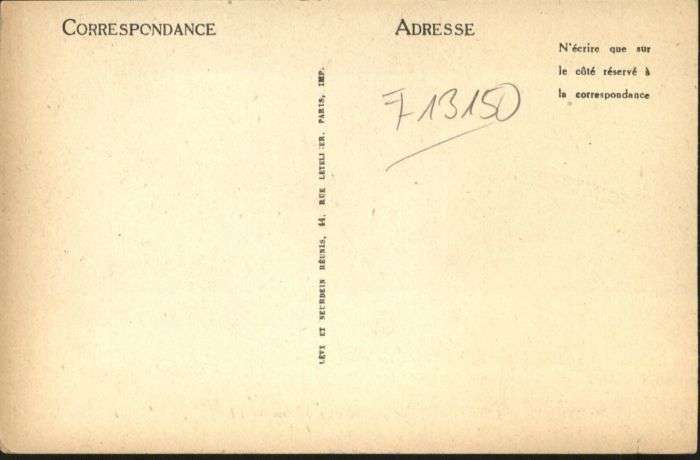 CORRESPONDANCE
ADRESSE
N'écrire que sur
le côté réservé à
la correspondance
713150
LÉVI ET NEURDEIN RÉUNIS, 44, RUE LETELLIER, PARIS, IMP.